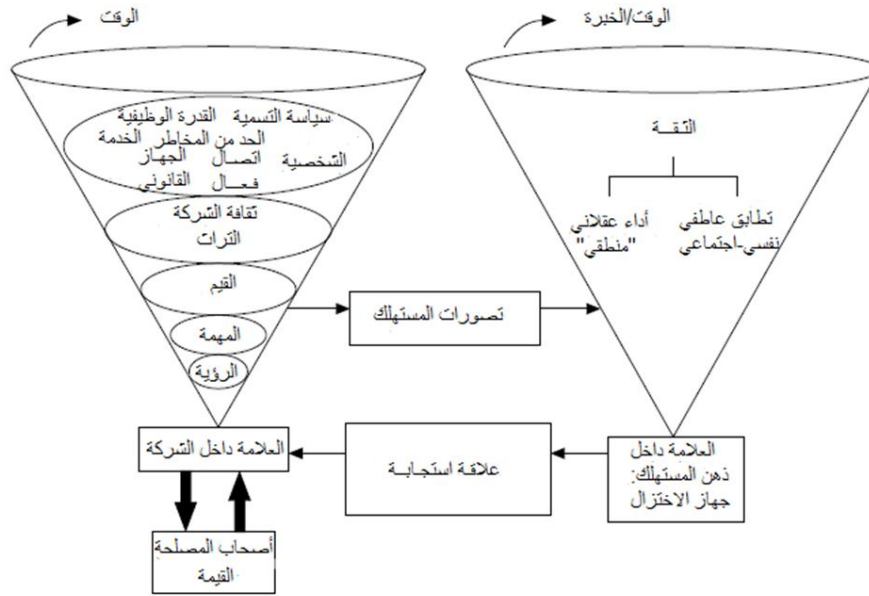 الوقت
الوقت/الخبرة
سياسة التسمية القدرة الوظيفية
الحد من المخاطر الخدمة
الشخصية اتصال الجهاز
فعال القانوني
ثقافة الشركة
التراث
القيم
المهمة
الرؤية
الثقة
تطابق عاطفي
نفسي-اجتماعي
أداء عقلاني
"منطقي"
تصورات المستهلك
العلامة داخل الشركة
علاقة استجابة
العلامة داخل
ذهن المستهلك:
جهاز الاختزال
أصحاب المصلحة
القيمة